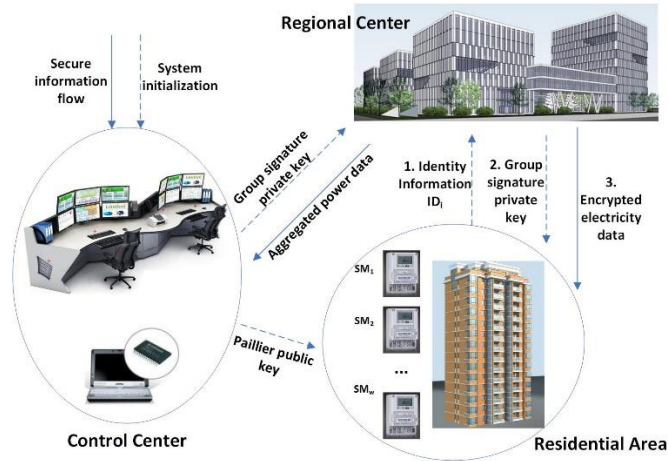 Regional Center
Secure
information
flow
System
initialization
Group signature
private key
Aggregated power data
1. Identity
Information
IDi
2. Group
signature
private
key
3.
Encrypted
electricity
data
SM1
SM2
...
SMw
Paillier public
key
Control Center
Residential Area